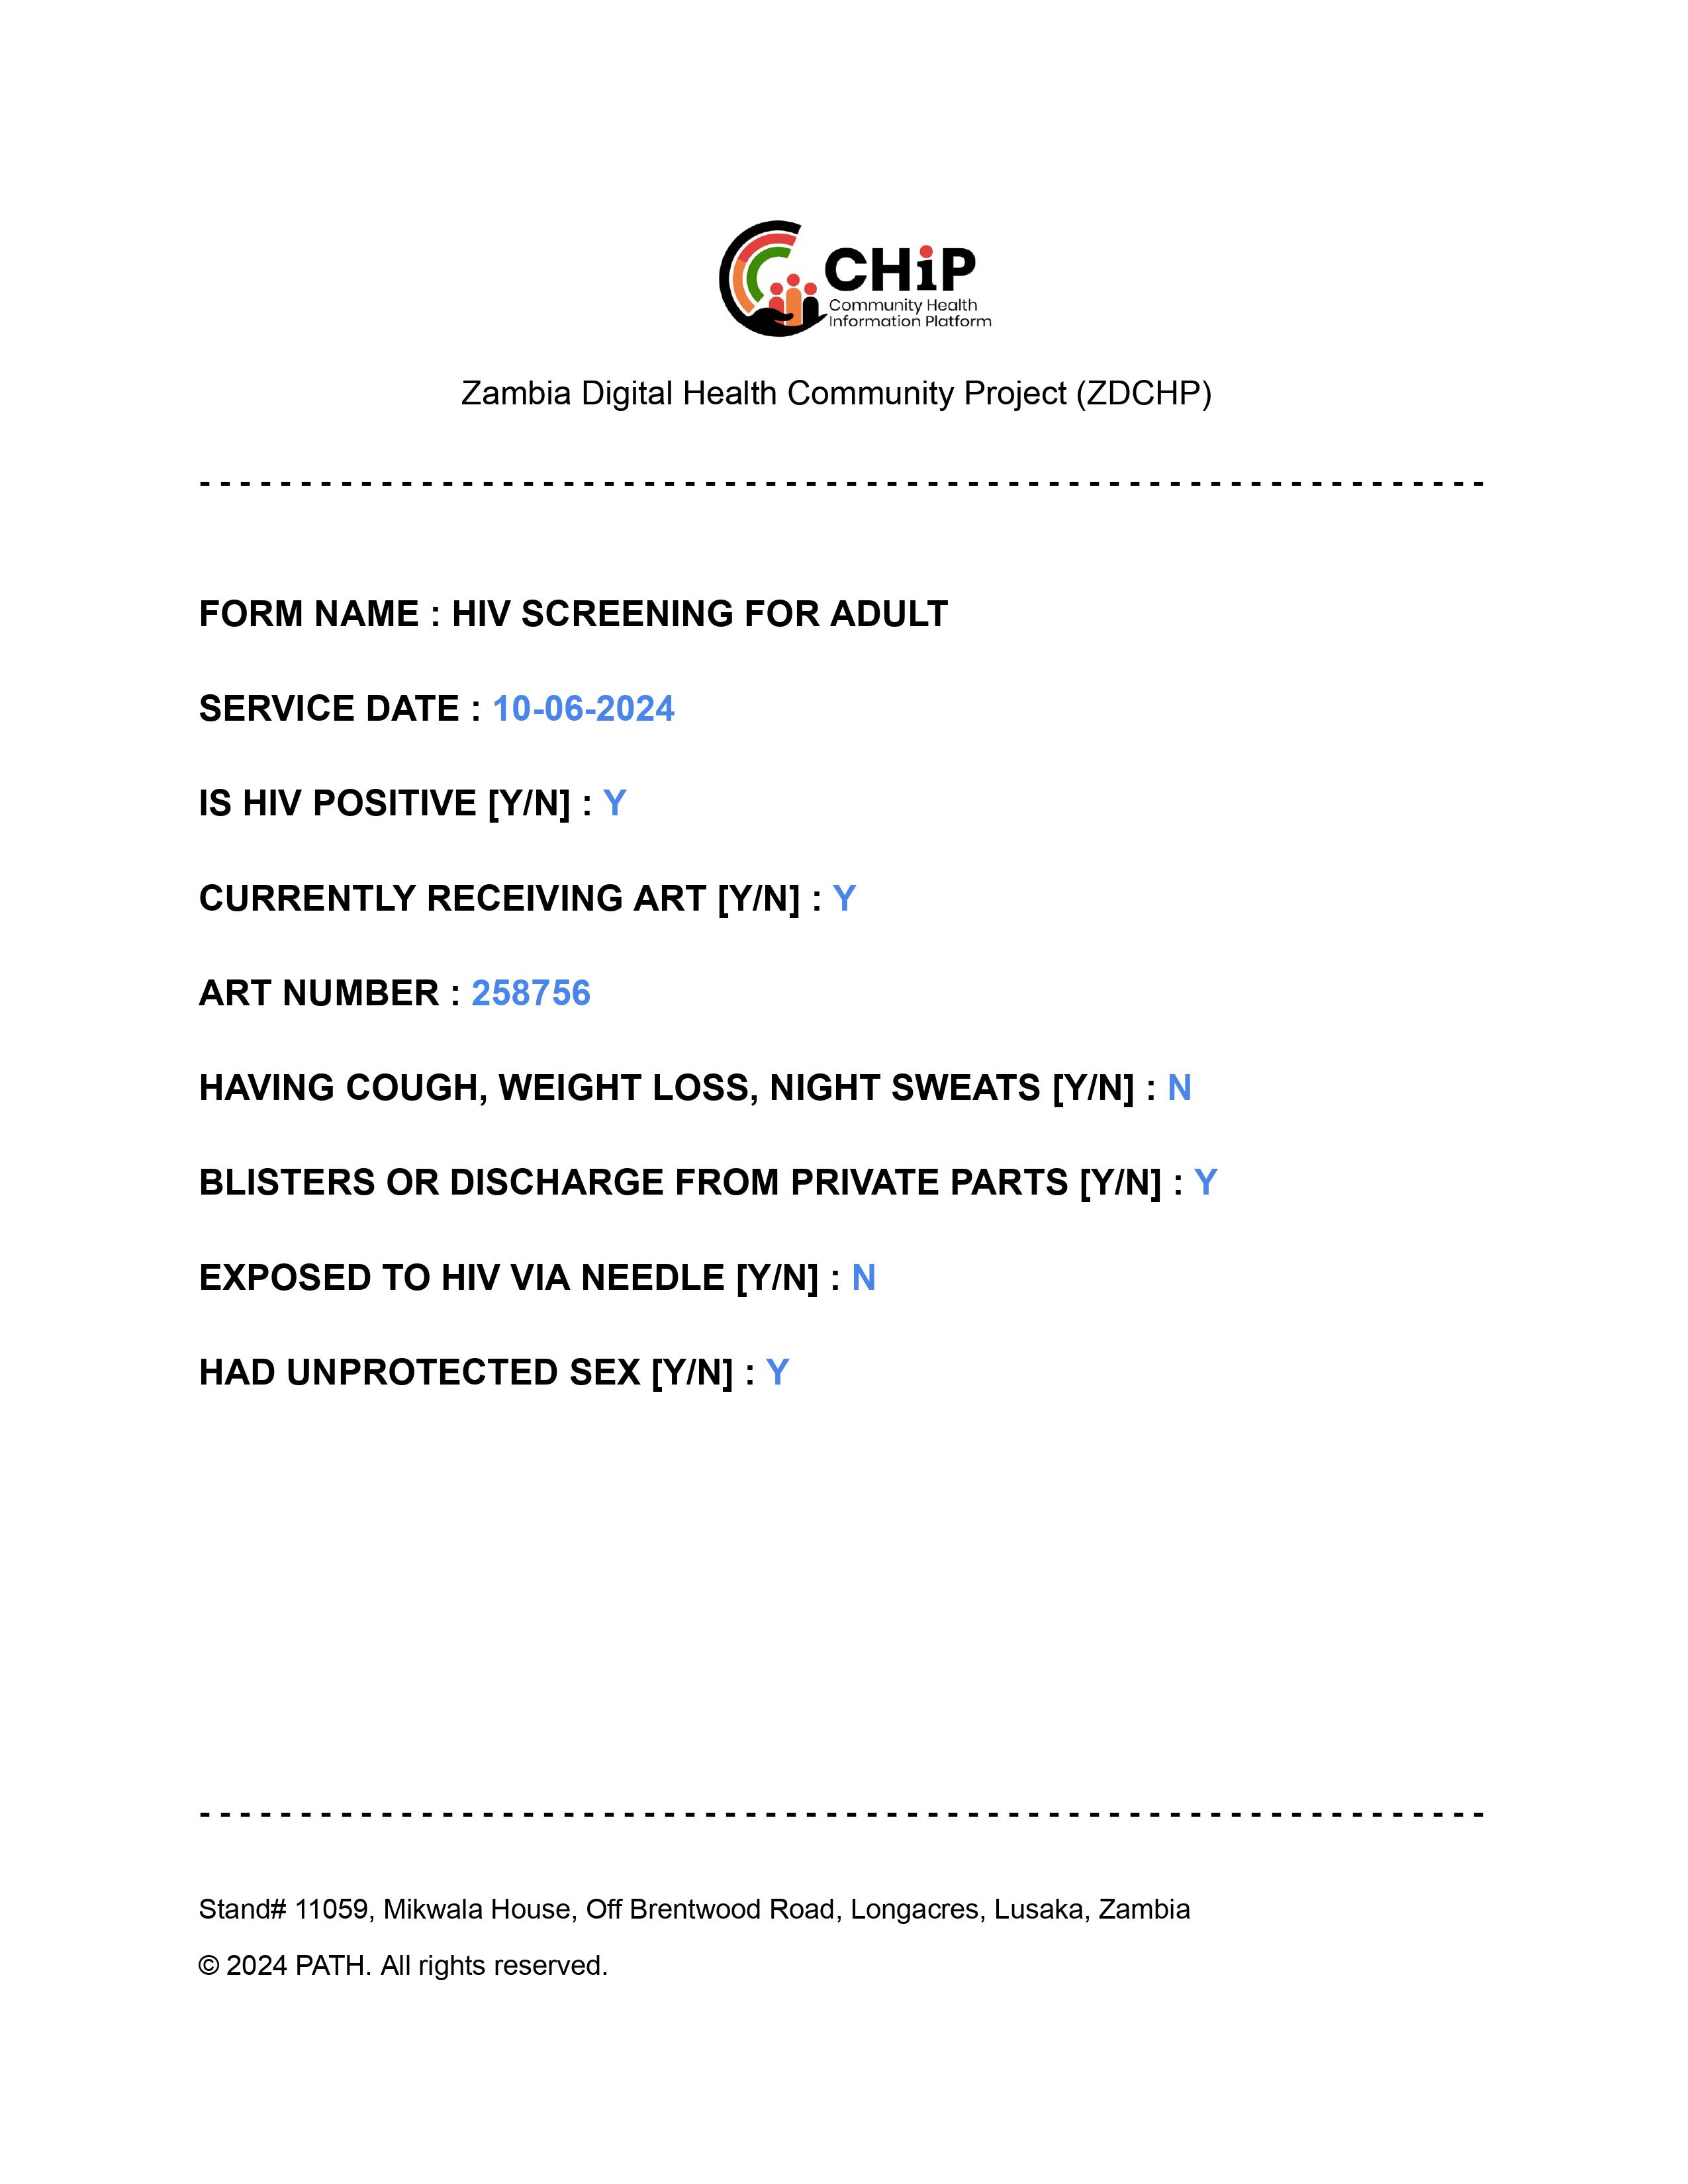 CHiP
Community Health
Information Platform
Zambia Digital Health Community Project (ZDCHP)
- - - - - - - - - - - - - - - - - - - - - - - - - - - - - - - - - - - - - - - - - - - - - - - - - - - - - - - - - - - - - - - -
FORM NAME : HIV SCREENING FOR ADULT
SERVICE DATE : 10-06-2024
IS HIV POSITIVE [Y/N] : Y
CURRENTLY RECEIVING ART [Y/N] : Y
ART NUMBER : 258756
HAVING COUGH, WEIGHT LOSS, NIGHT SWEATS [Y/N] : N
BLISTERS OR DISCHARGE FROM PRIVATE PARTS [Y/N] : Y
EXPOSED TO HIV VIA NEEDLE [Y/N] : N
HAD UNPROTECTED SEX [Y/N] : Y
- - - - - - - - - - - - - - - - - - - - - - - - - - - - - - - - - - - - - - - - - - - - - - - - - - - - - - - - - - - - - - - -
Stand# 11059, Mikwala House, Off Brentwood Road, Longacres, Lusaka, Zambia
© 2024 PATH. All rights reserved.